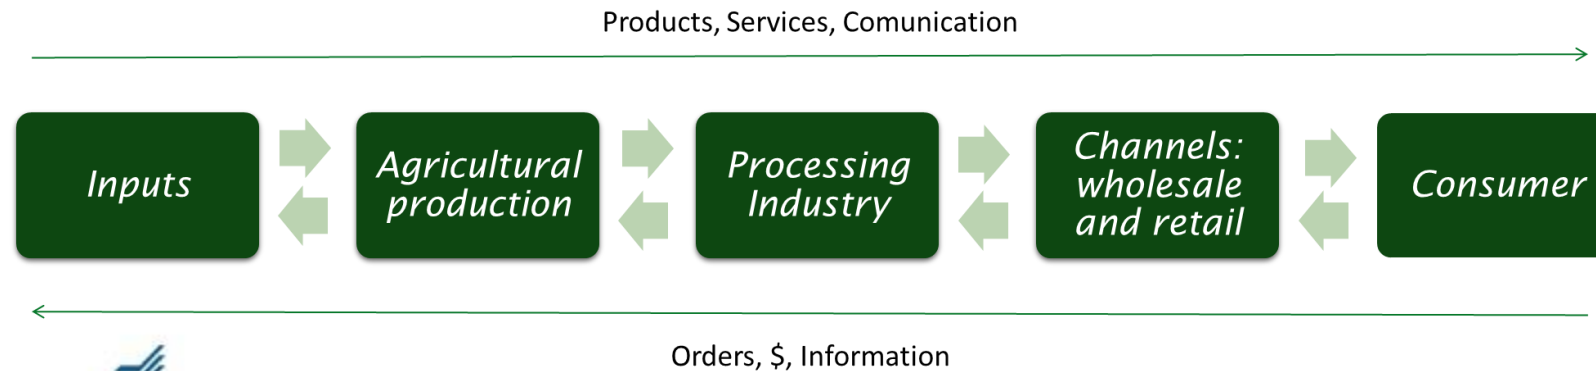 Products, Services, Comunication
Inputs
Agricultural
production
Processing
Industry
Channels:
wholesale
and retail
Consumer
Orders, $, Information